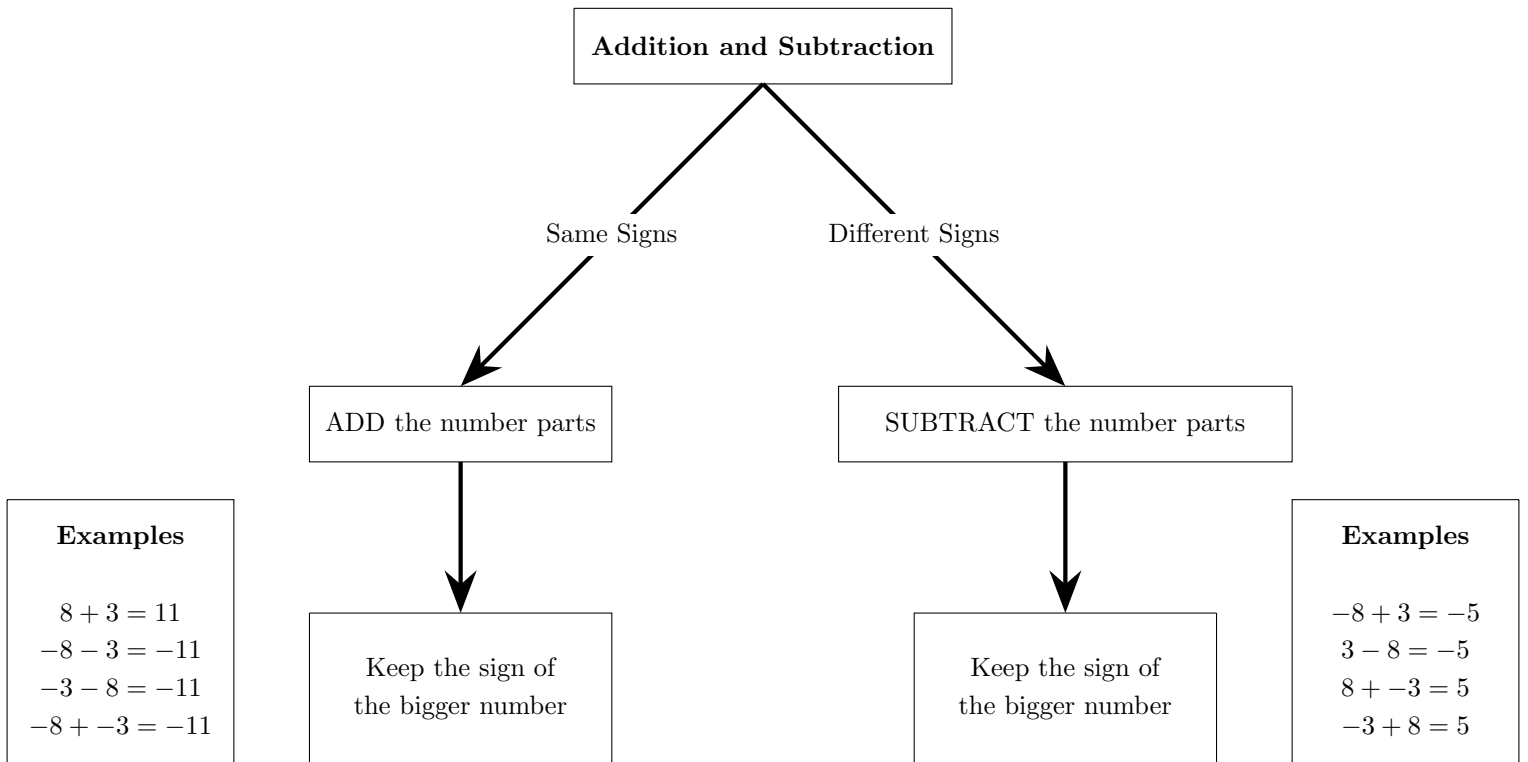 Addition and Subtraction
Same Signs
Different Signs
ADD the number parts
SUBTRACT the number parts
Examples
8 + 3 = 11
−8 − 3 = −11
−3 − 8 = −11
−8 + −3 = −11
Keep the sign of
the bigger number
Keep the sign of
the bigger number
Examples
−8 + 3 = −5
3 − 8 = −5
8 + −3 = 5
−3 + 8 = 5